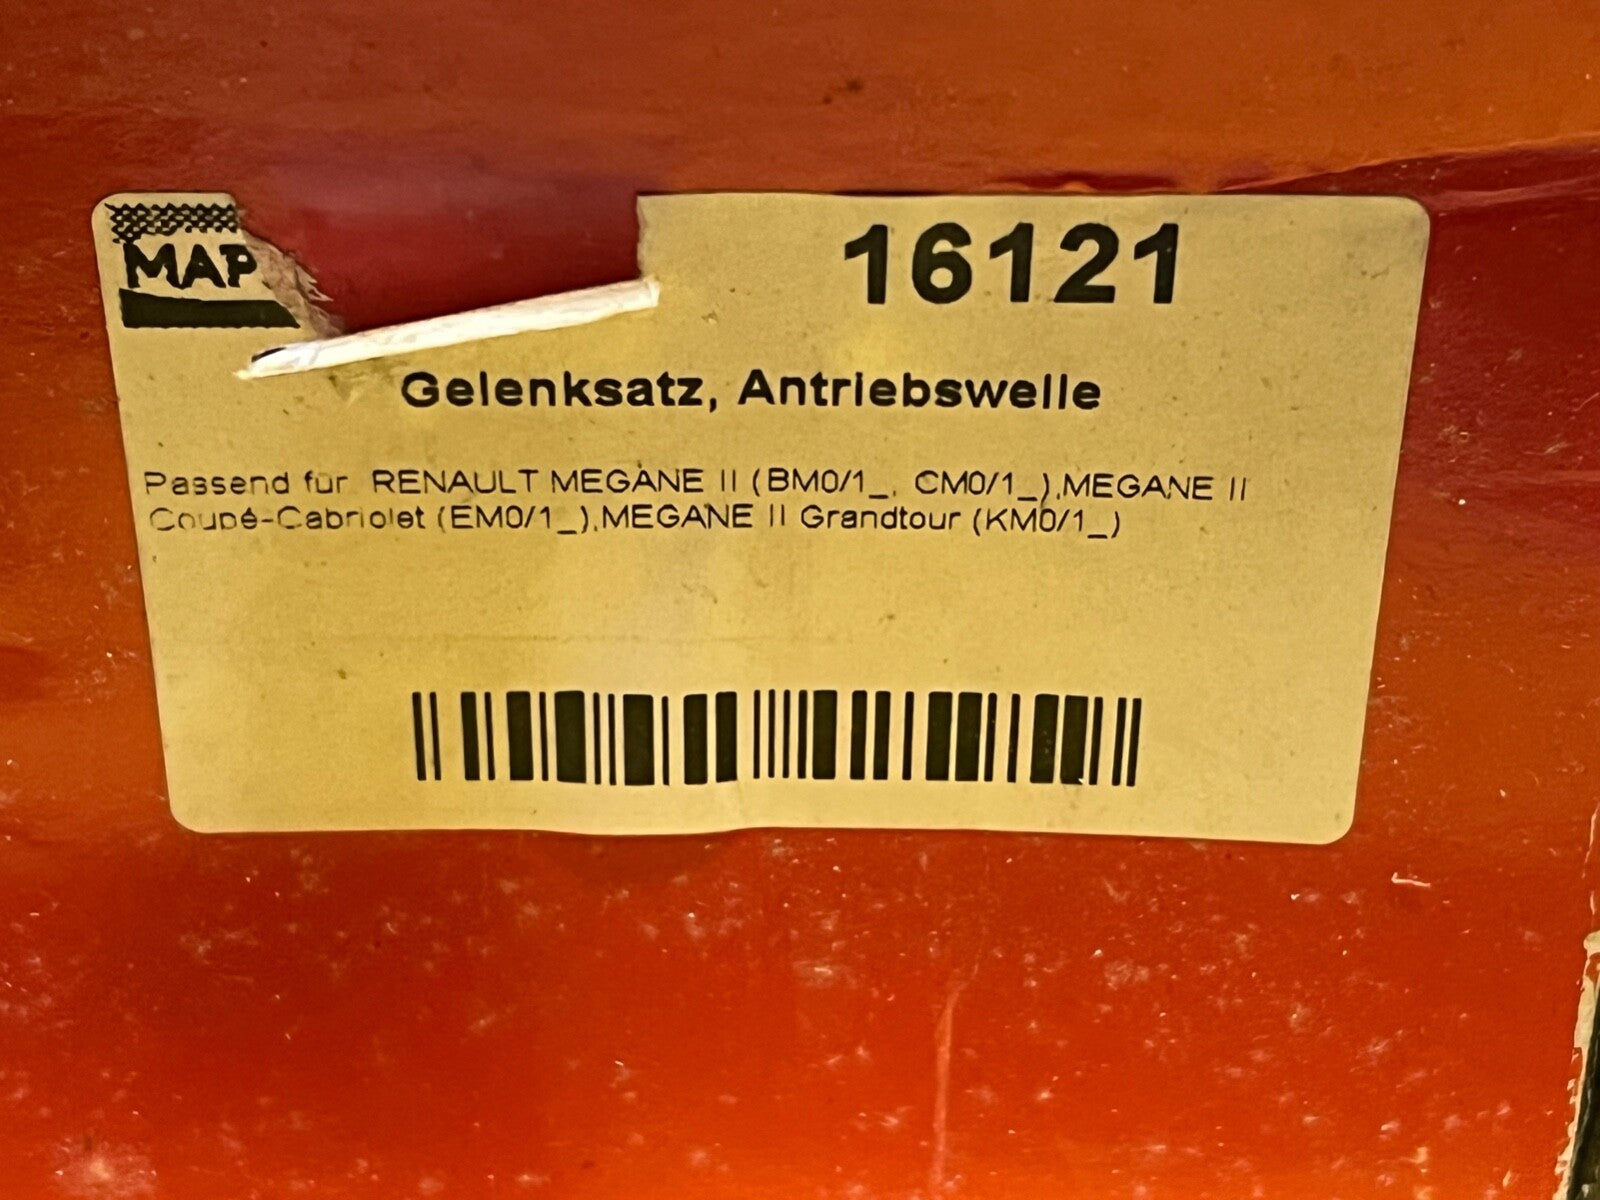 MAP
16121
Gelenksatz, Antriebswelle
Passend für RENAULT MEGANE II (BM0/1_, CM0/1_),MEGANE II
Coupé-Cabriolet (EM0/1_),MEGANE II Grandtour (KM0/1_)